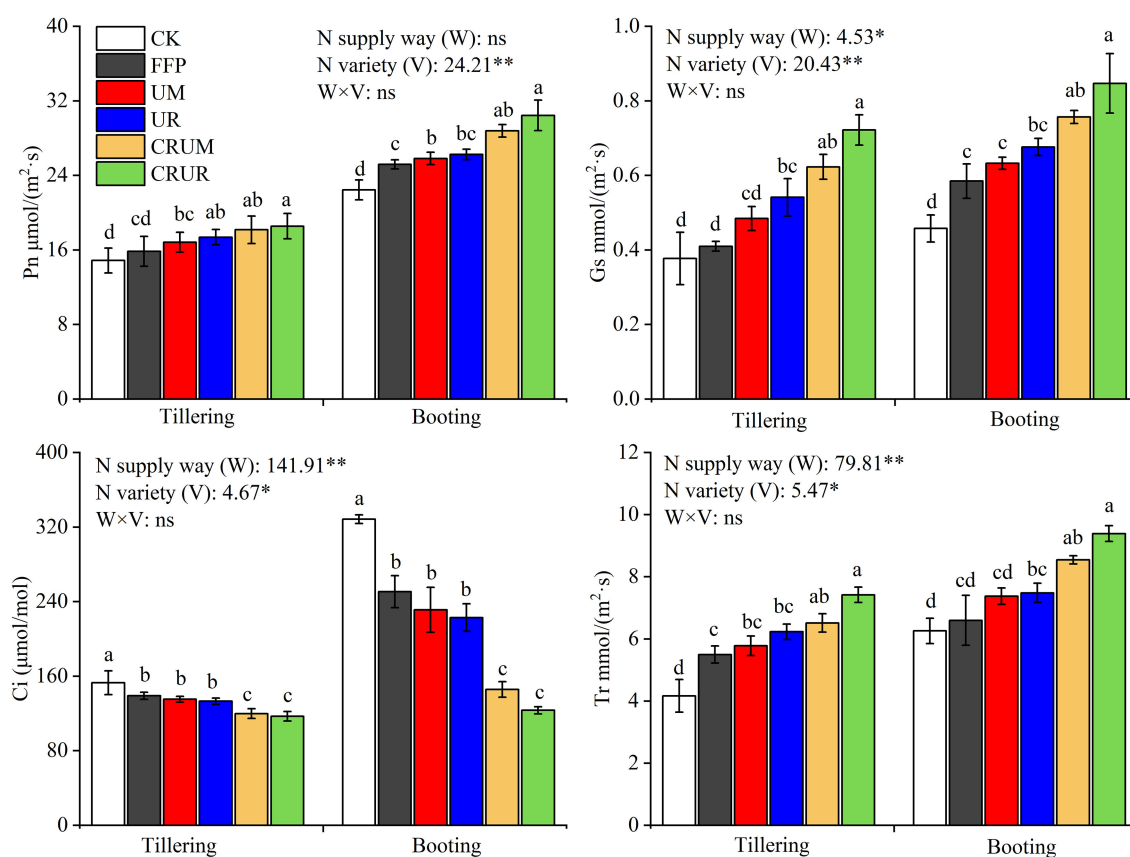 CK
FFP
UM
UR
CRUM
CRUR
N supply way (W): ns
N variety (V): 24.21**
W×V: ns
Pn μmol/(m²·s)
40
32
24
16
8
0
d
cd
bc
ab
ab
a
d
c
b
bc
ab
a
Tillering
Booting
N supply way (W): 4.53*
N variety (V): 20.43**
W×V: ns
Gs mmol/(m²·s)
1.0
0.8
0.6
0.4
0.2
0.0
d
d
cd
bc
ab
a
d
c
c
bc
ab
a
Tillering
Booting
N supply way (W): 141.91**
N variety (V): 4.67*
W×V: ns
Ci (μmol/mol)
400
320
240
160
80
0
a
b
b
b
c
c
a
b
b
b
c
c
Tillering
Booting
N supply way (W): 79.81**
N variety (V): 5.47*
W×V: ns
Tr mmol/(m²·s)
12
10
8
6
4
2
0
d
c
bc
bc
ab
a
d
cd
cd
bc
ab
a
Tillering
Booting